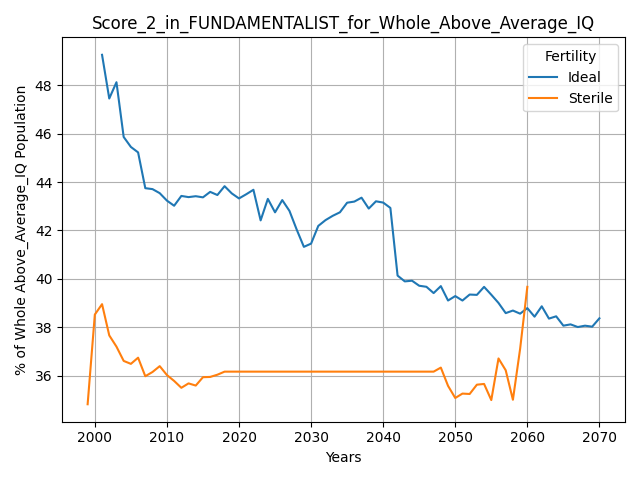 Score_2_in_FUNDAMENTALIST_for_Whole_Above_Average_IQ
Fertility
Ideal
Sterile
% of Whole Above_Average_IQ Population
48
46
44
42
40
38
36
2000 2010 2020 2030 2040 2050 2060 2070
Years